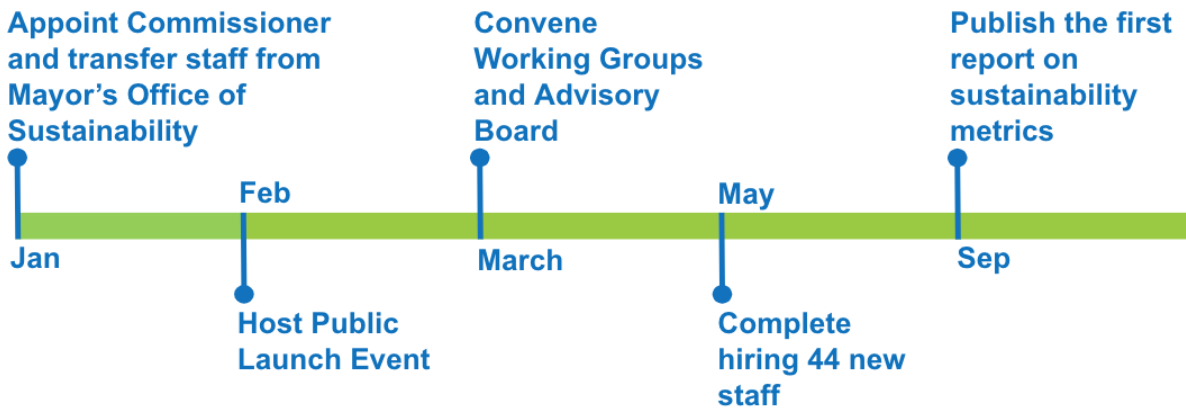 Appoint Commissioner
and transfer staff from
Mayor's Office of
Sustainability
Jan
Feb
Host Public
Launch Event
Convene
Working Groups
and Advisory
Board
March
May
Complete
hiring 44 new
staff
Publish the first
report on
sustainability
metrics
Sep